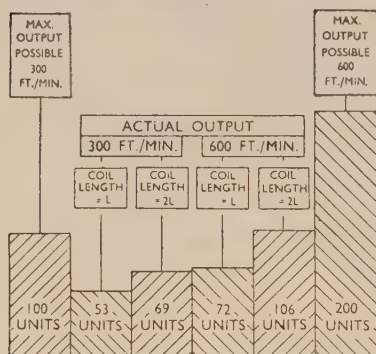 MAX.
OUTPUT
POSSIBLE
300
FT./MIN.
MAX.
OUTPUT
POSSIBLE
600
FT./MIN.
ACTUAL OUTPUT
300 FT./MIN.
600 FT./MIN.
COIL
LENGTH
= L
COIL
LENGTH
= 2L
COIL
LENGTH
= L
COIL
LENGTH
= 2L
100
UNITS
53
UNITS
69
UNITS
72
UNITS
106
UNITS
200
UNITS